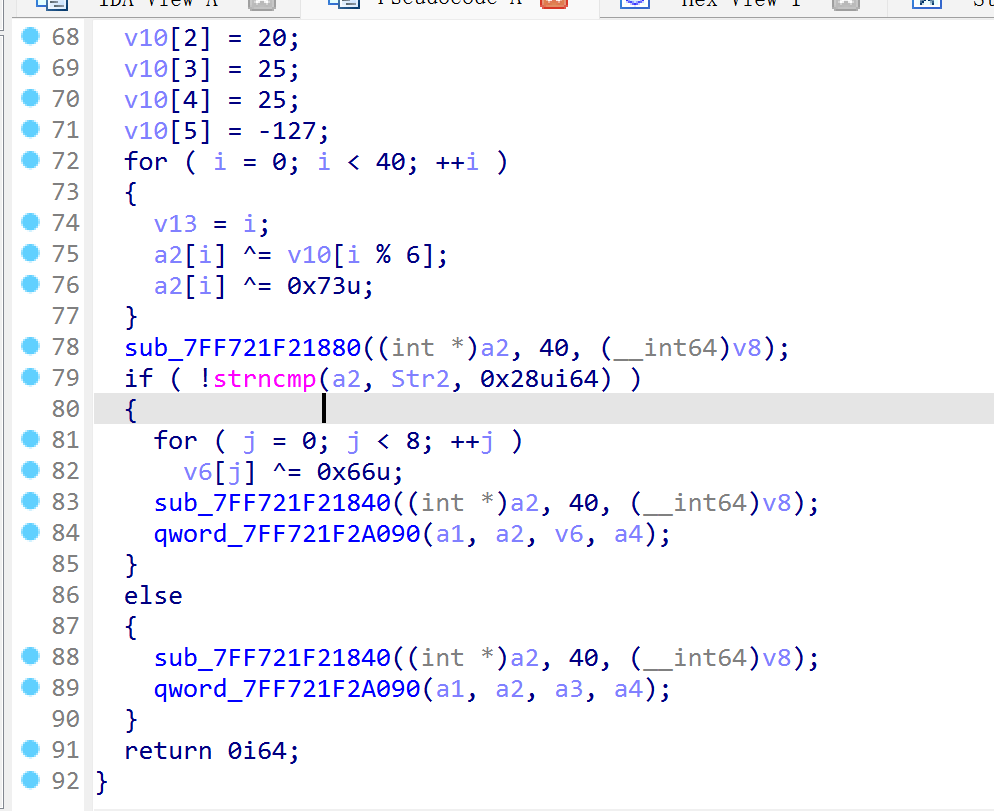 IDA View A Pseudocode A Hex View 1
68 v10[2] = 20;
69 v10[3] = 25;
70 v10[4] = 25;
71 v10[5] = -127;
72 for ( i = 0; i < 40; ++i )
73 {
74 v13 = i;
75 a2[i] ^= v10[i % 6];
76 a2[i] ^= 0x73u;
77 }
78 sub_7FF721F21880((int *)a2, 40, (__int64)v8);
79 if ( !strncmp(a2, Str2, 0x28ui64) )
80 {
81 for ( j = 0; j < 8; ++j )
82 v6[j] ^= 0x66u;
83 sub_7FF721F21840((int *)a2, 40, (__int64)v8);
84 qword_7FF721F2A090(a1, a2, v6, a4);
85 }
86 else
87 {
88 sub_7FF721F21840((int *)a2, 40, (__int64)v8);
89 qword_7FF721F2A090(a1, a2, a3, a4);
90 }
91 return 0i64;
92 }